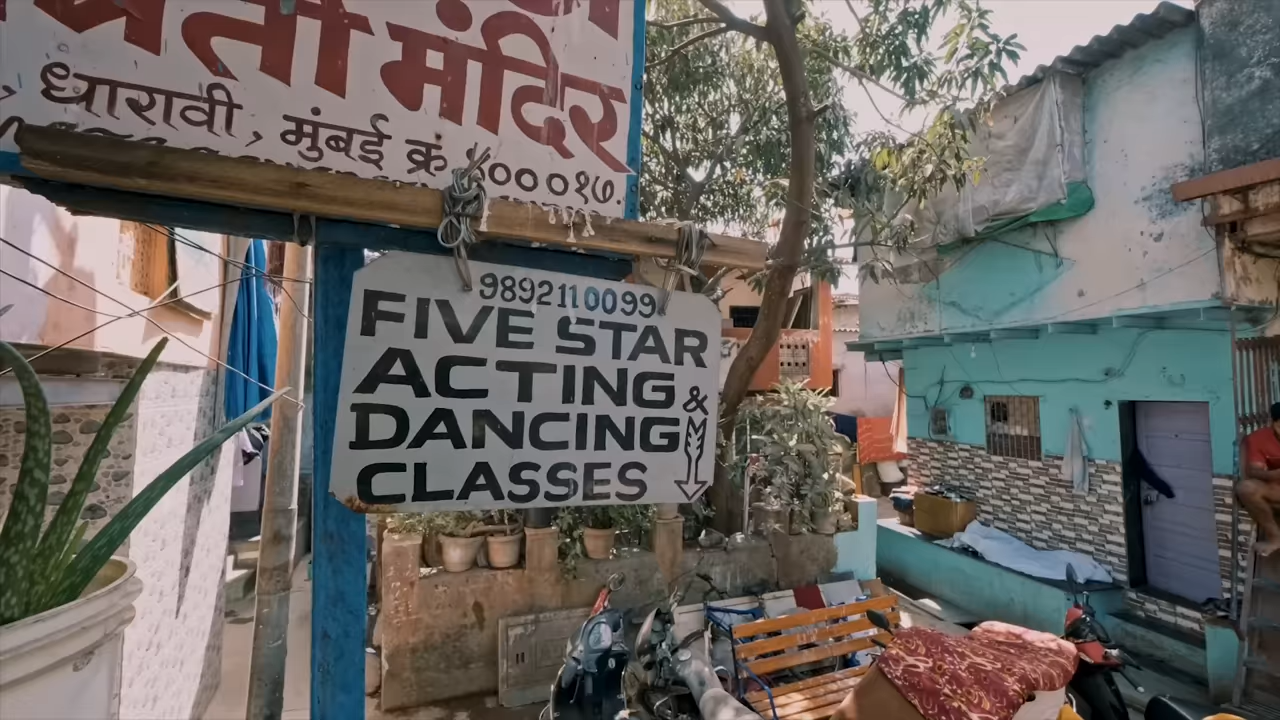 मंदिर
धारावी, मुंबई क्र ४०००१७.
9892110099
FIVE STAR
ACTING
&
DANCING
CLASSES